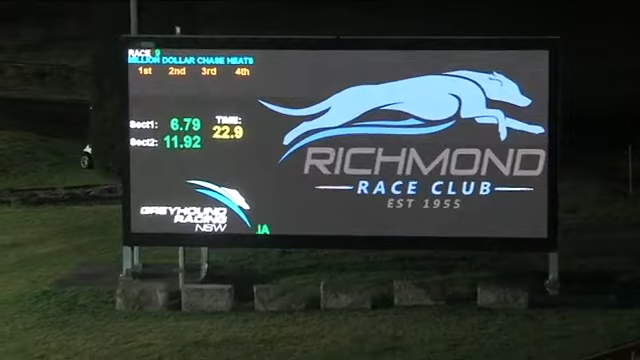 RACE 9
MILLION DOLLAR CHASE HEATS
1st 2nd 3rd 4th
Sect1: 6.79
Sect2: 11.92
TIME:
22.9
RICHMOND
RACE CLUB
EST 1955
GREYHOUND
RACING
NSW